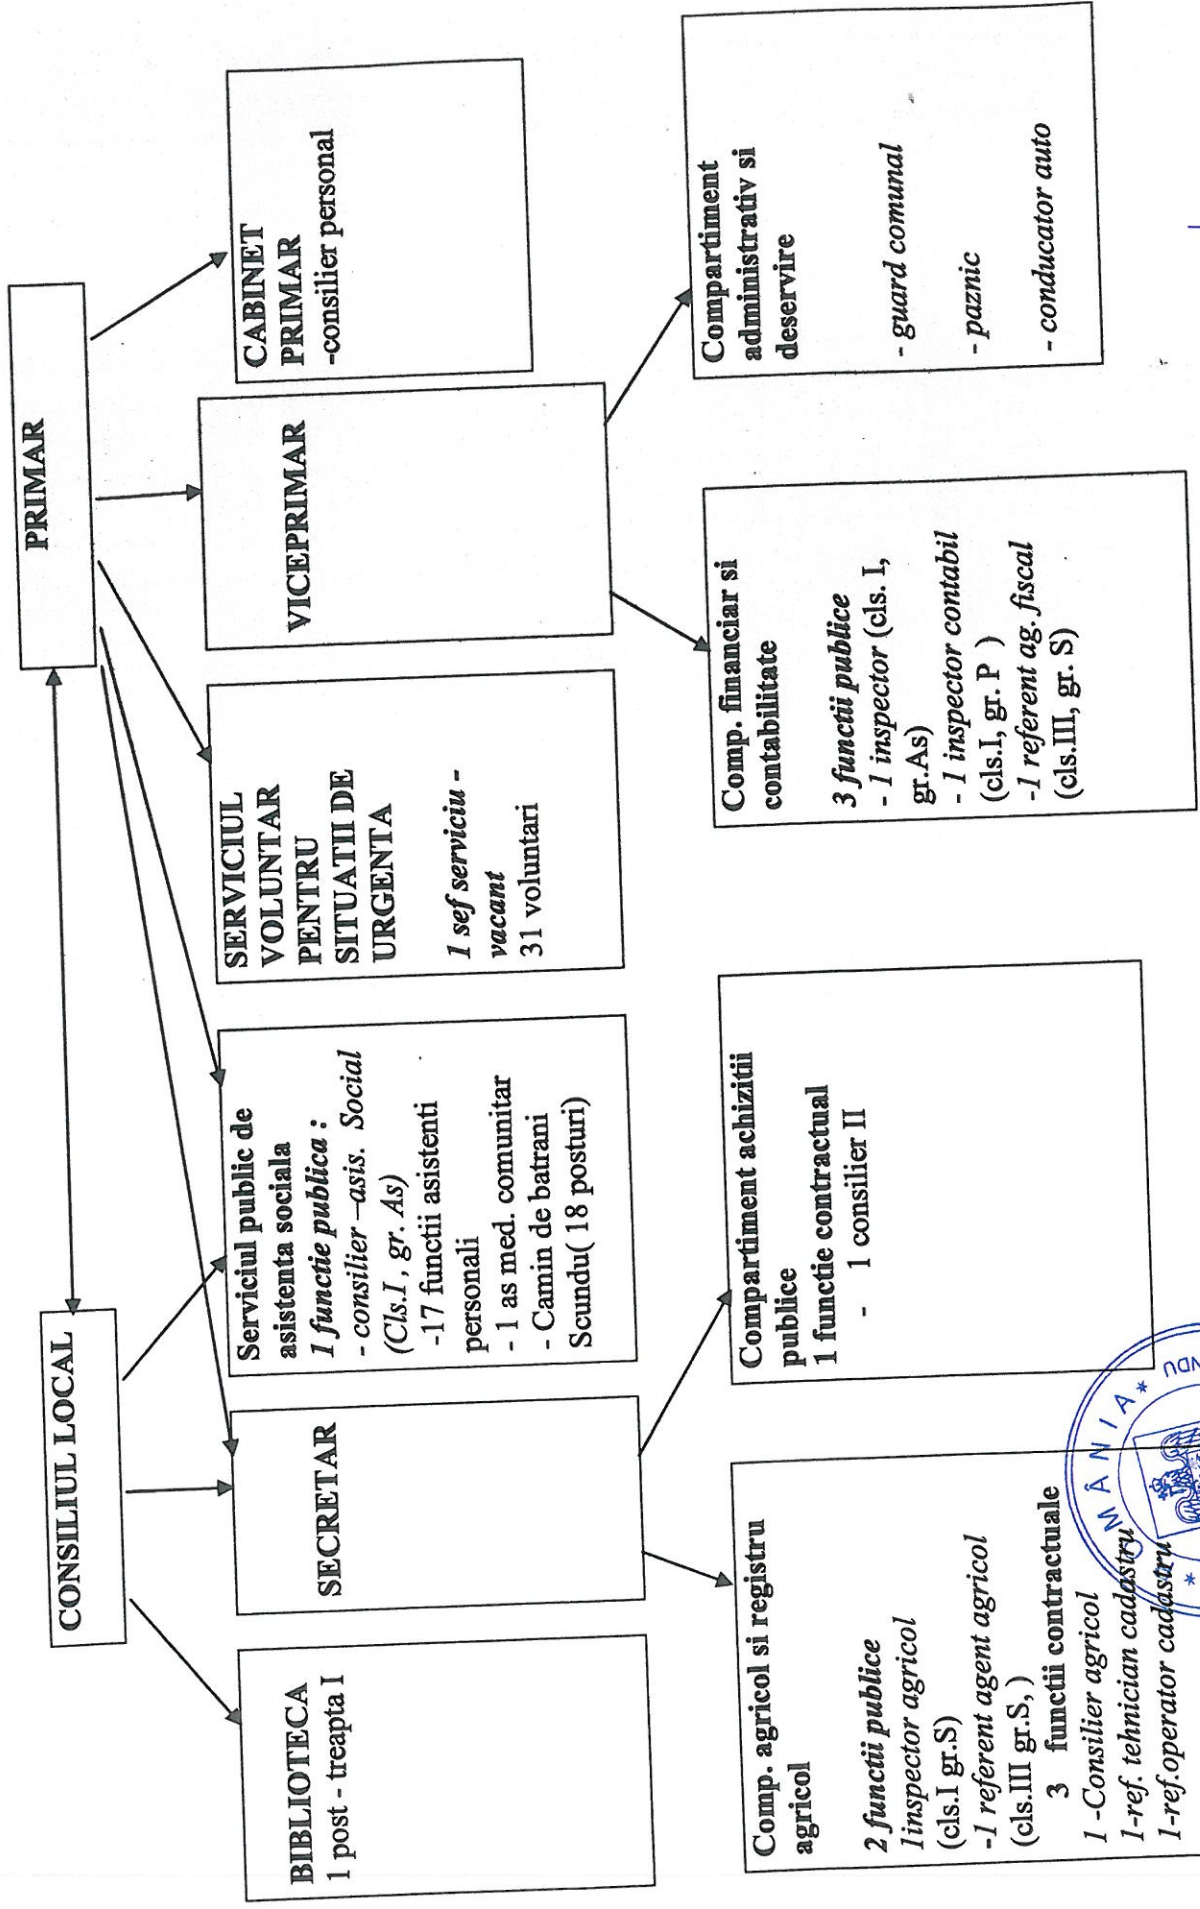 CONSILIUL LOCAL
PRIMAR
BIBLIOTECA
1 post - treapta I
SECRETAR
Serviciul public de
asistenta sociala
1 functie publica :
- consilier –asis. Social
(Cls.I , gr. As)
-17 functii asistenti
personali
- 1 as med. comunitar
- Camin de batrani
Scundu( 18 posturi)
SERVICIUL
VOLUNTAR
PENTRU
SITUATII DE
URGENTA
1 sef serviciu -
vacant
31 voluntari
VICEPRIMAR
CABINET
PRIMAR
-consilier personal
Comp. agricol si registru
agricol
2 functii publice
1inspector agricol
(cls.I gr.S)
-1 referent agent agricol
(cls.III gr.S, )
3 functii contractuale
1 -Consilier agricol
1-ref. tehnician cadastru
1-ref.operator cadastru
Compartiment achizitii
publice
1 functie contractual
- 1 consilier II
Comp. financiar si
contabilitate
3 functii publice
- 1 inspector (cls. I,
gr.As)
- 1 inspector contabil
(cls.I, gr. P )
-1 referent ag. fiscal
(cls.III, gr. S)
Compartiment
administrativ si
deservire
- guard comunal
- paznic
- conducator auto
* OMÂNIA *